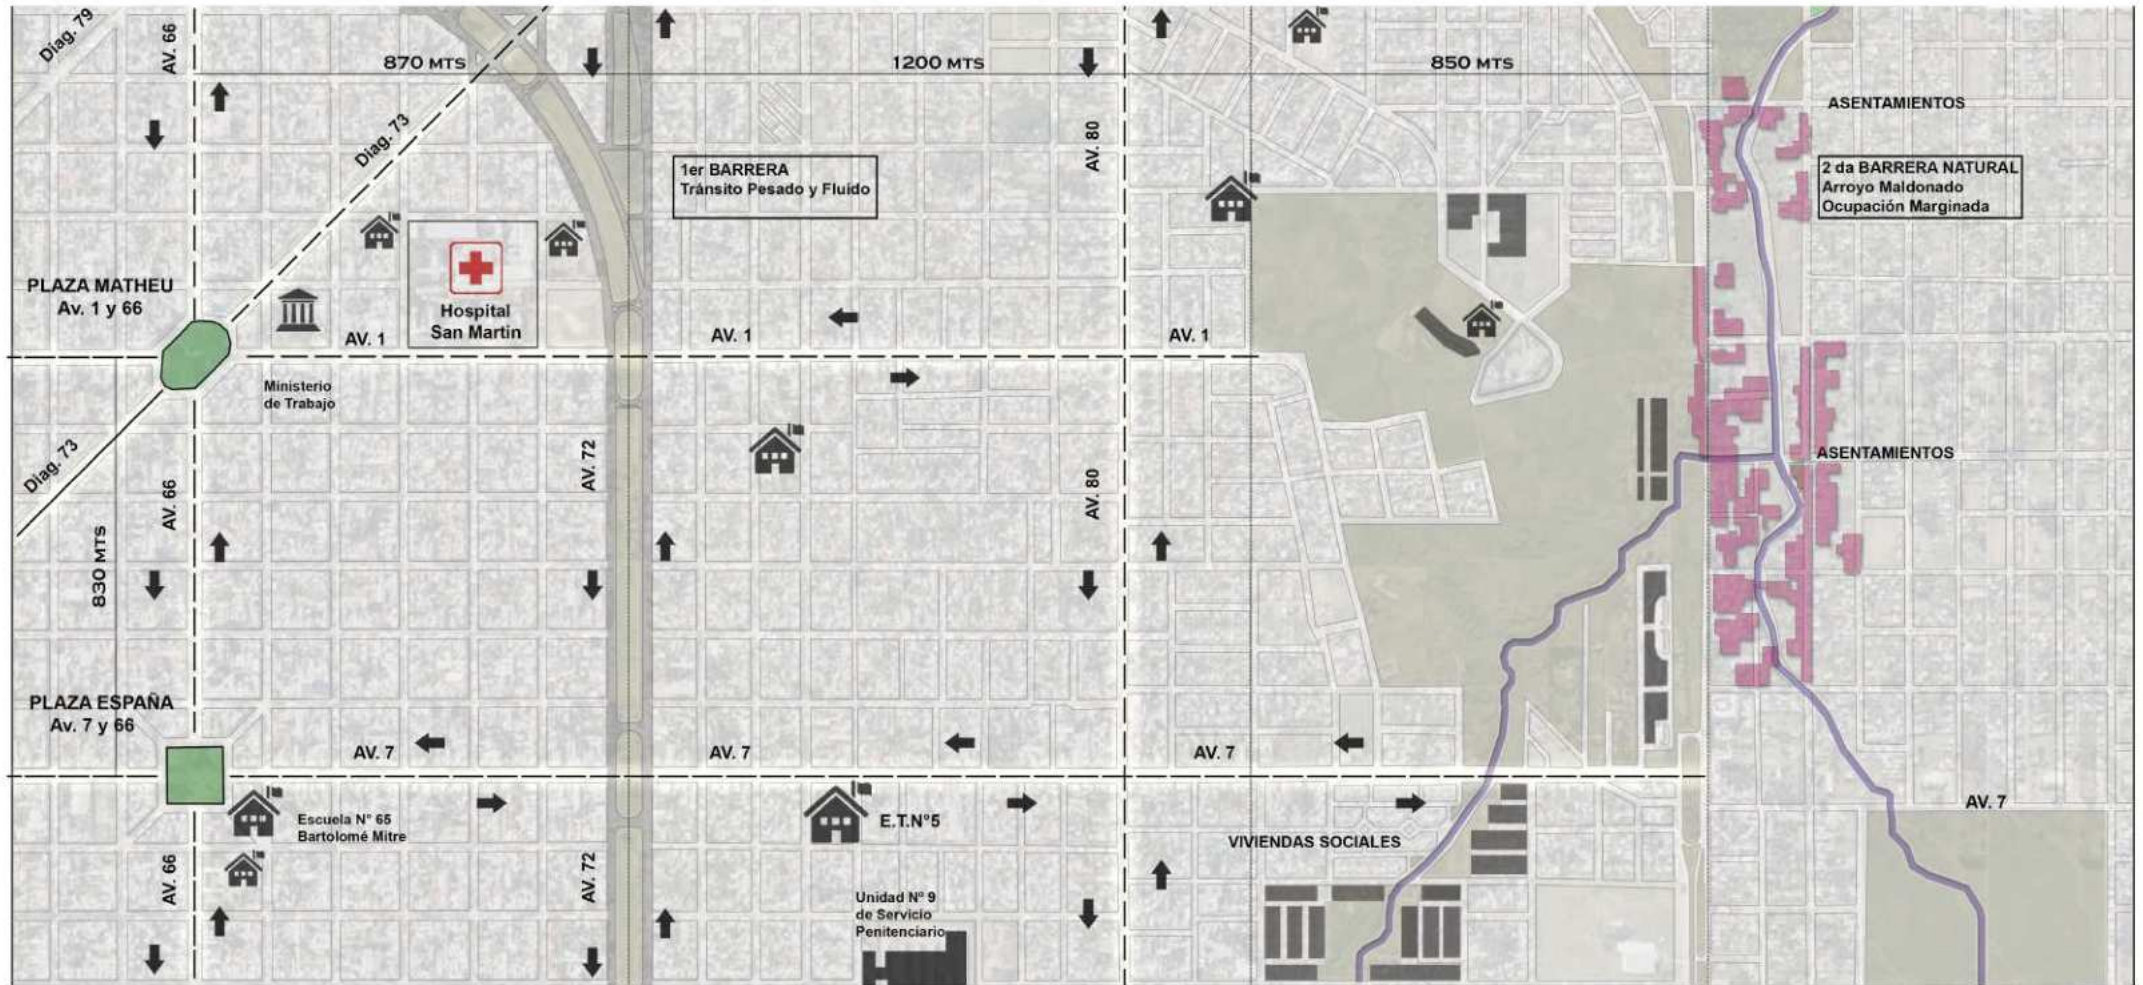 Diag. 79
AV. 66
870 MTS
1200 MTS
850 MTS
ASENTAMIENTOS
Diag. 73
AV. 80
1er BARRERA
Tránsito Pesado y Fluído
2 da BARRERA NATURAL
Arroyo Maldonado
Ocupación Marginada
PLAZA MATHEU
Av. 1 y 66
Hospital
San Martin
AV. 1
AV. 1
AV. 1
Ministerio
de Trabajo
Diag. 73
AV. 66
AV. 72
AV. 80
ASENTAMIENTOS
830 MTS
PLAZA ESPAÑA
Av. 7 y 66
AV. 7
AV. 7
AV. 7
AV. 7
Escuela N° 65
Bartolomé Mitre
E.T.N°5
VIVIENDAS SOCIALES
AV. 66
AV. 72
Unidad Nº 9
de Servicio
Penitenciario